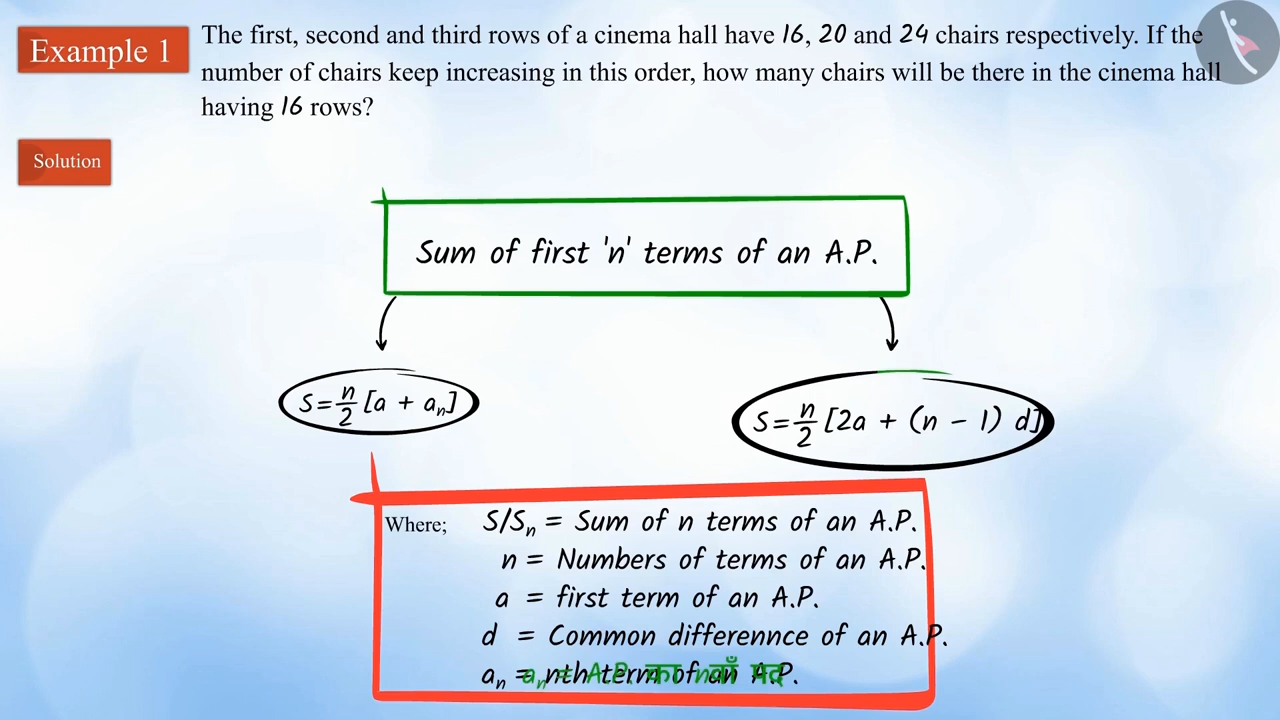 Example 1
The first, second and third rows of a cinema hall have 16, 20 and 24 chairs respectively. If the
number of chairs keep increasing in this order, how many chairs will be there in the cinema hall
having 16 rows?
Solution
Sum of first 'n' terms of an A.P.
S=n/2 [a + aₙ]
S=n/2 [2a + (n - 1) d]
Where; S/Sₙ = Sum of n terms of an A.P.
n = Numbers of terms of an A.P.
a = first term of an A.P.
d = Common differennce of an A.P.
aₙ = nth term of an A.P.
aₙ = A.P. का nवाँ पद